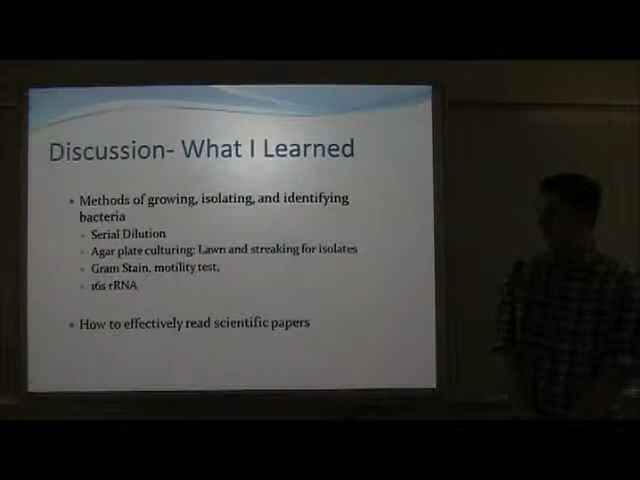 Discussion- What I Learned
Methods of growing, isolating, and identifying
bacteria
Serial Dilution
Agar plate culturing: Lawn and streaking for isolates
Gram Stain, motility test,
16s rRNA
How to effectively read scientific papers